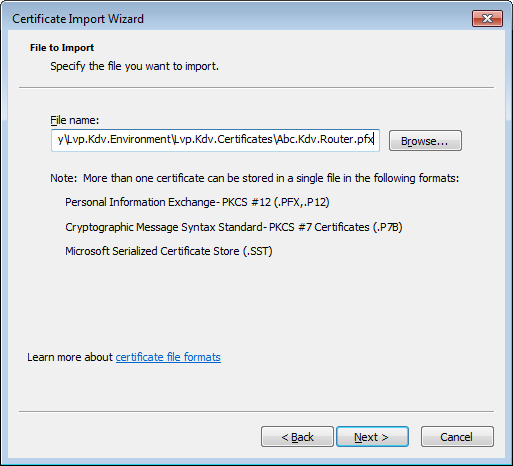 Certificate Import Wizard
File to Import
Specify the file you want to import.
File name:
y\Lvp.Kdv.Environment\Lvp.Kdv.Certificates\Abc.Kdv.Router.pfx
Browse...
Note: More than one certificate can be stored in a single file in the following formats:
Personal Information Exchange- PKCS #12 (.PFX,.P12)
Cryptographic Message Syntax Standard- PKCS #7 Certificates (.P7B)
Microsoft Serialized Certificate Store (.SST)
Learn more about certificate file formats
< Back
Next >
Cancel